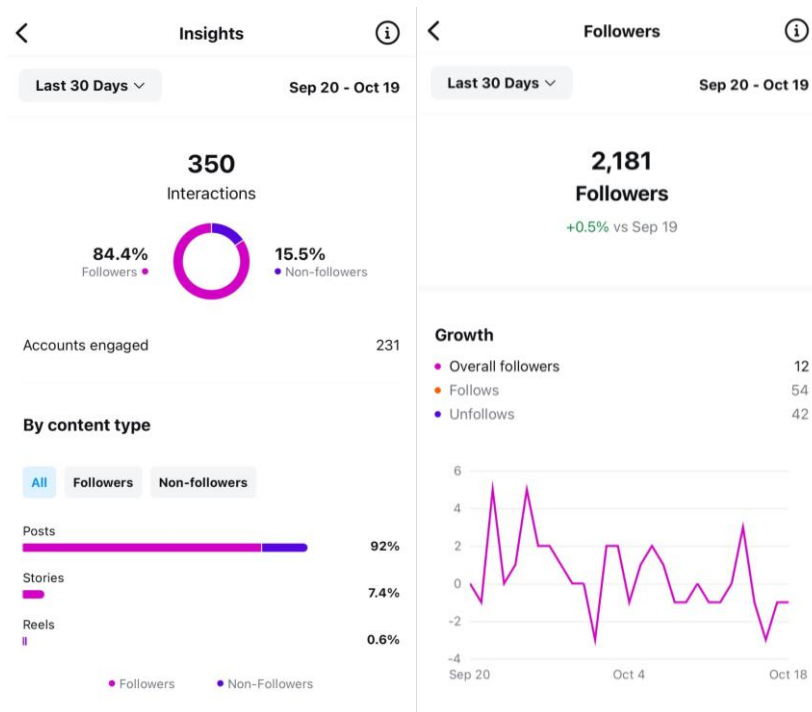 Insights
Last 30 Days
Sep 20 - Oct 19
350
Interactions
84.4%
Followers
15.5%
Non-followers
Accounts engaged
231
By content type
All
Followers
Non-followers
Posts
92%
Stories
7.4%
Reels
0.6%
Followers
Non-Followers
Followers
Last 30 Days
Sep 20 - Oct 19
2,181
Followers
+0.5% vs Sep 19
Growth
Overall followers
12
Follows
54
Unfollows
42
6
4
2
0
-2
-4
Sep 20
Oct 4
Oct 18